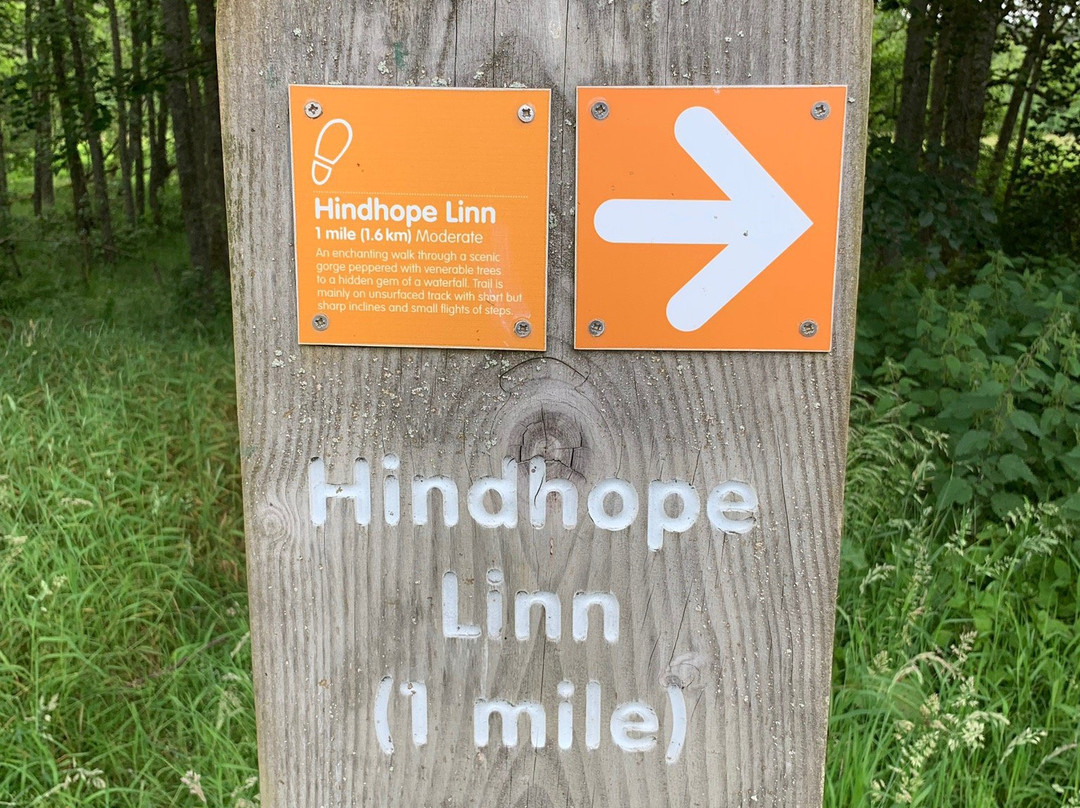 Hindhope Linn
1 mile (1.6 km) Moderate
An enchanting walk through a scenic
gorge peppered with venerable trees
to a hidden gem of a waterfall. Trail is
mainly on unsurfaced track with short but
sharp inclines and small flights of steps.
Hindhope
Linn
(1 mile)